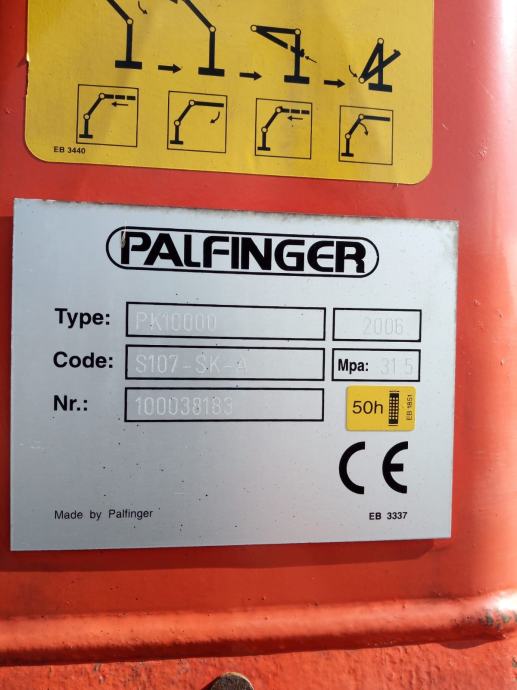 EB 3440
PALFINGER
Type: PK10000 2006
Code: S107-SK-A Mpa: 31.5
Nr.: 100038183
50h EB 1851
CE
Made by Palfinger EB 3337